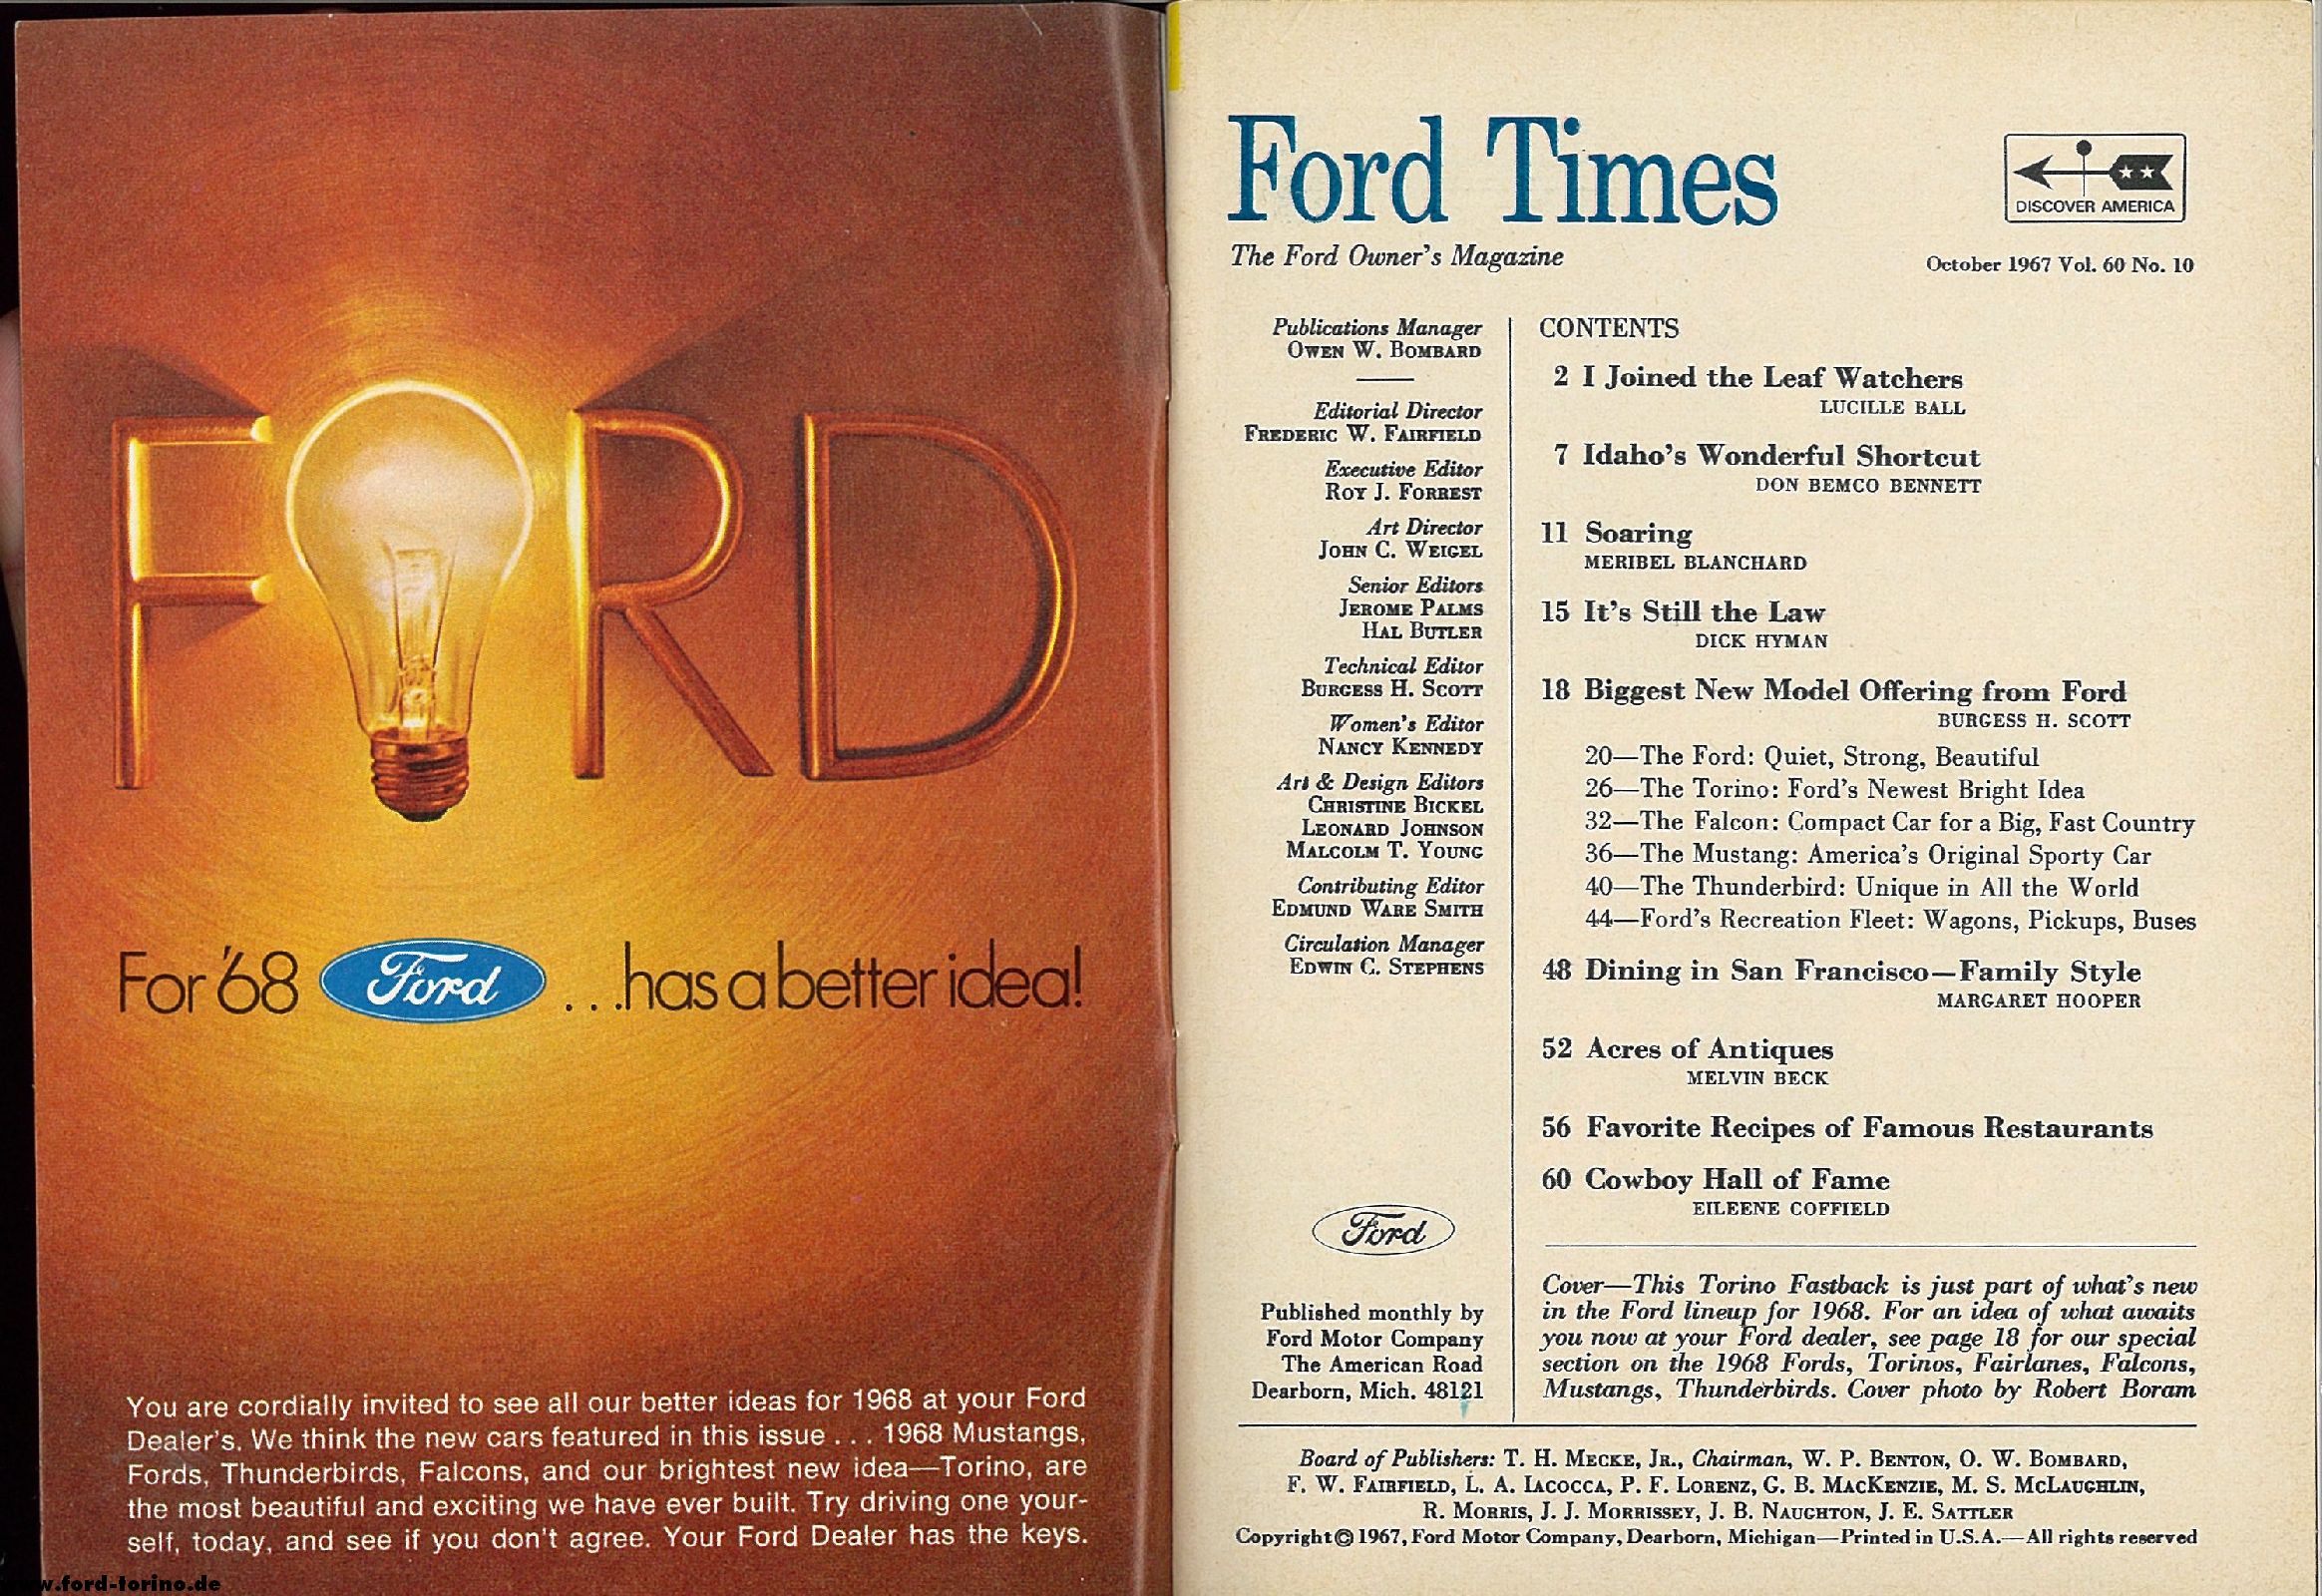 FORD
For '68 Ford ...has a better idea!
You are cordially invited to see all our better ideas for 1968 at your Ford
Dealer's. We think the new cars featured in this issue . . . 1968 Mustangs,
Fords, Thunderbirds, Falcons, and our brightest new idea—Torino, are
the most beautiful and exciting we have ever built. Try driving one your-
self, today, and see if you don't agree. Your Ford Dealer has the keys.
www.ford-torino.de
Ford Times
The Ford Owner's Magazine
DISCOVER AMERICA
October 1967 Vol. 60 No. 10
Publications Manager
OWEN W. BOMBARD
Editorial Director
FREDERIC W. FAIRFIELD
Executive Editor
ROY J. FORREST
Art Director
JOHN C. WEIGEL
Senior Editors
JEROME PALMS
HAL BUTLER
Technical Editor
BURGESS H. SCOTT
Women's Editor
NANCY KENNEDY
Art & Design Editors
CHRISTINE BICKEL
LEONARD JOHNSON
MALCOLM T. YOUNG
Contributing Editor
EDMUND WARE SMITH
Circulation Manager
EDWIN C. STEPHENS
Ford
Published monthly by
Ford Motor Company
The American Road
Dearborn, Mich. 48121
CONTENTS
2 I Joined the Leaf Watchers
LUCILLE BALL
7 Idaho's Wonderful Shortcut
DON BEMCO BENNETT
11 Soaring
MERIBEL BLANCHARD
15 It's Still the Law
DICK HYMAN
18 Biggest New Model Offering from Ford
BURGESS H. SCOTT
20—The Ford: Quiet, Strong, Beautiful
26—The Torino: Ford's Newest Bright Idea
32—The Falcon: Compact Car for a Big, Fast Country
36—The Mustang: America's Original Sporty Car
40—The Thunderbird: Unique in All the World
44—Ford's Recreation Fleet: Wagons, Pickups, Buses
48 Dining in San Francisco—Family Style
MARGARET HOOPER
52 Acres of Antiques
MELVIN BECK
56 Favorite Recipes of Famous Restaurants
60 Cowboy Hall of Fame
EILEENE COFFIELD
Cover—This Torino Fastback is just part of what's new
in the Ford lineup for 1968. For an idea of what awaits
you now at your Ford dealer, see page 18 for our special
section on the 1968 Fords, Torinos, Fairlanes, Falcons,
Mustangs, Thunderbirds. Cover photo by Robert Boram
Board of Publishers: T. H. MECKE, JR., Chairman, W. P. BENTON, O. W. BOMBARD,
F. W. FAIRFIELD, L. A. IACOCCA, P. F. LORENZ, G. B. MACKENZIE, M. S. MCLAUGHLIN,
R. MORRIS, J. J. MORRISSEY, J. B. NAUGHTON, J. E. SATTLER
Copyright © 1967, Ford Motor Company, Dearborn, Michigan—Printed in U.S.A.—All rights reserved